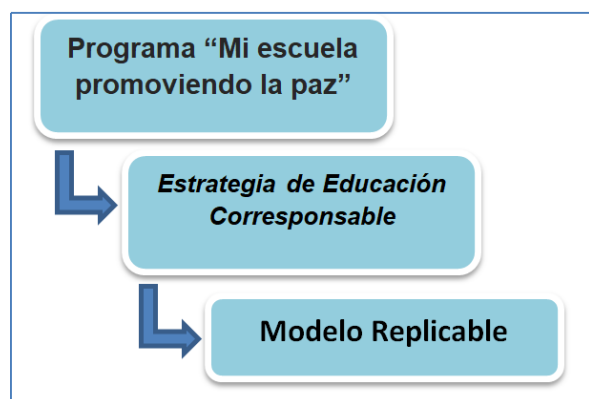 Programa “Mi escuela
promoviendo la paz”
Estrategia de Educación
Corresponsable
Modelo Replicable